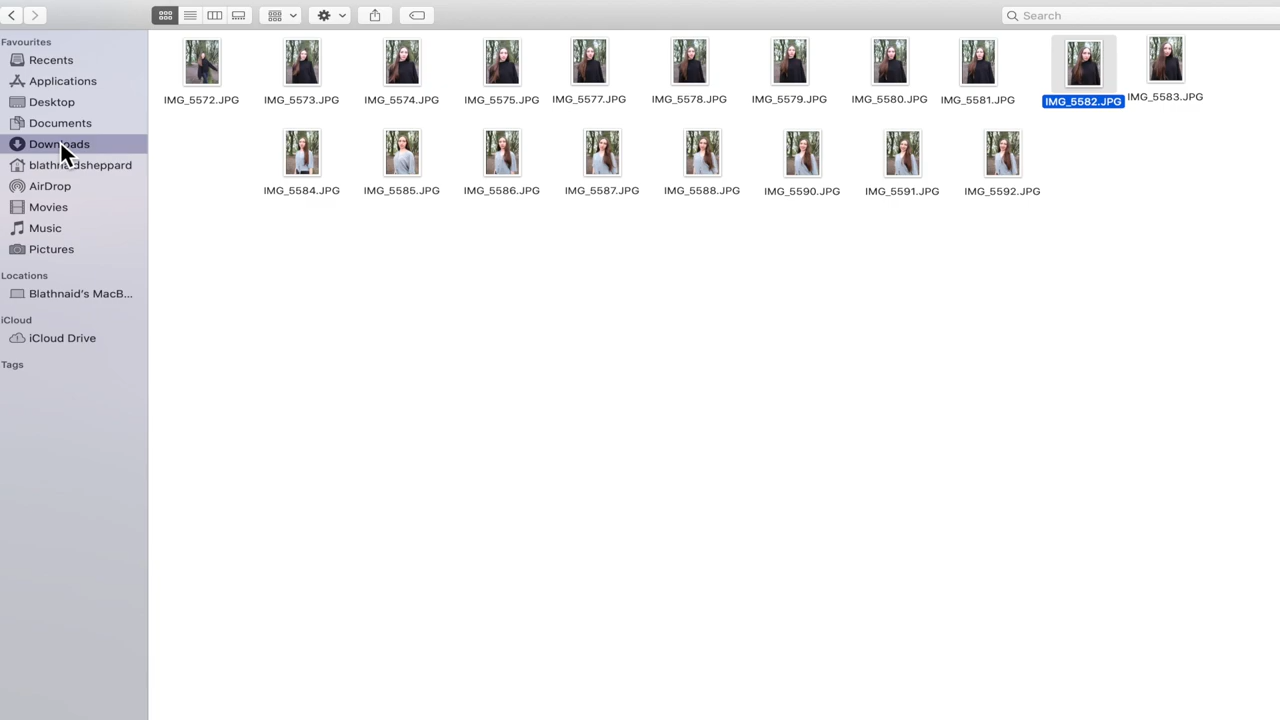 Search
Favourites
Recents
Applications
Desktop
Documents
Downloads
AirDrop
Movies
Music
Pictures
Locations
Blathnaid's MacB...
iCloud
iCloud Drive
Tags
IMG_5572.JPG
IMG_5573.JPG
IMG_5574.JPG
IMG_5575.JPG
IMG_5577.JPG
IMG_5578.JPG
IMG_5579.JPG
IMG_5580.JPG
IMG_5581.JPG
IMG_5582.JPG
IMG_5583.JPG
IMG_5584.JPG
IMG_5585.JPG
IMG_5586.JPG
IMG_5587.JPG
IMG_5588.JPG
IMG_5590.JPG
IMG_5591.JPG
IMG_5592.JPG